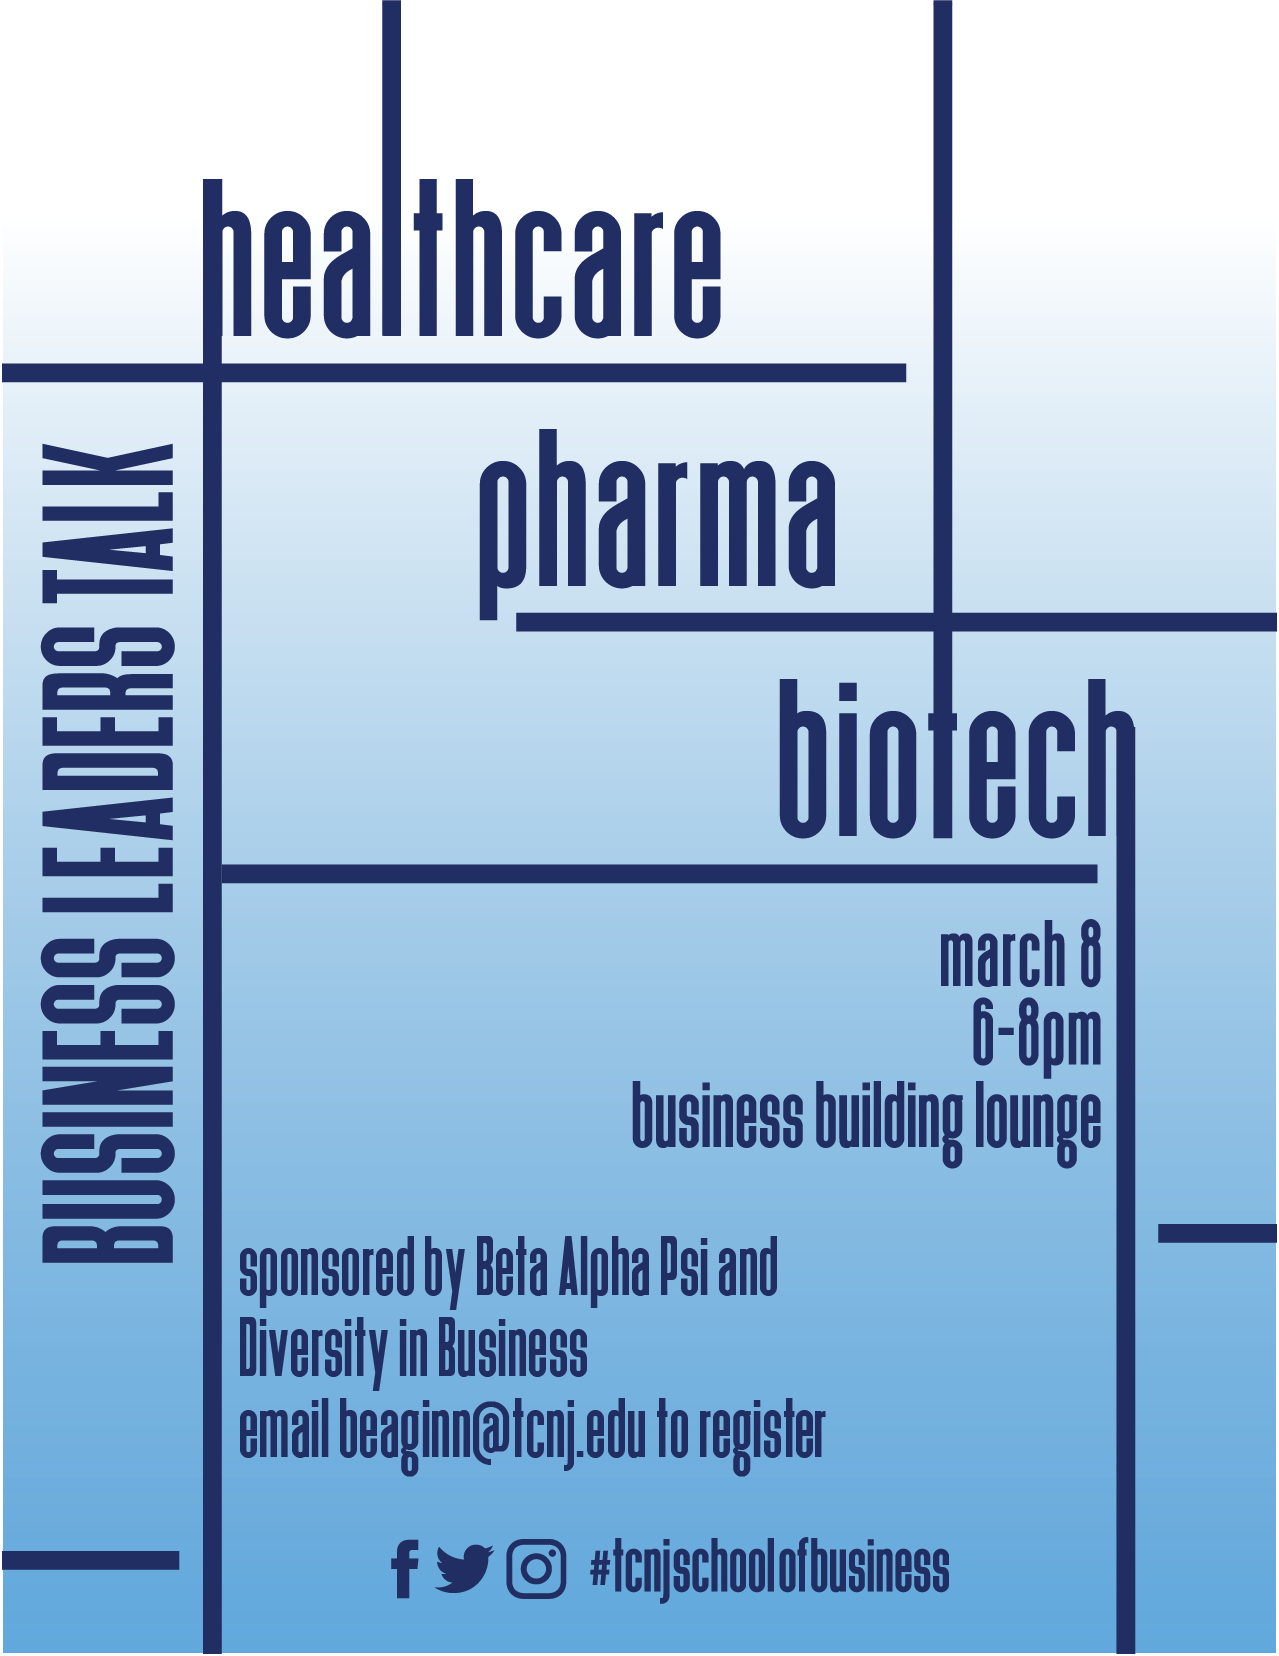 healthcare
pharma
biotech
BUSINESS LEADERS TALK
march 8
6-8pm
business building lounge
sponsored by Beta Alpha Psi and
Diversity in Business
email beaginn@tcnj.edu to register
#tcnjschoolofbusiness